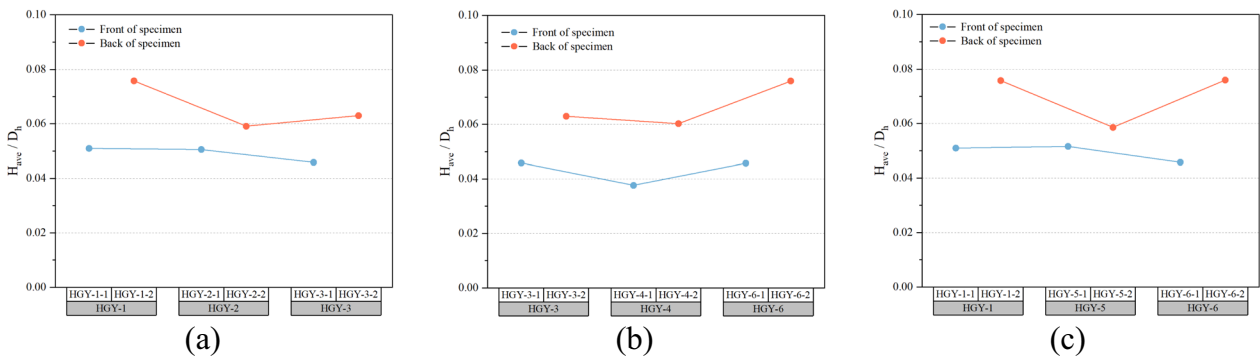 0.10
0.08
0.06
0.04
0.02
0.00
H_ave / D_h
Front of specimen
Back of specimen
HGY-1-1 HGY-1-2 HGY-2-1 HGY-2-2 HGY-3-1 HGY-3-2
HGY-1 HGY-2 HGY-3
(a)
0.10
0.08
0.06
0.04
0.02
0.00
H_ave / D_h
Front of specimen
Back of specimen
HGY-3-1 HGY-3-2 HGY-4-1 HGY-4-2 HGY-6-1 HGY-6-2
HGY-3 HGY-4 HGY-6
(b)
0.10
0.08
0.06
0.04
0.02
0.00
H_ave / D_h
Front of specimen
Back of specimen
HGY-1-1 HGY-1-2 HGY-5-1 HGY-5-2 HGY-6-1 HGY-6-2
HGY-1 HGY-5 HGY-6
(c)